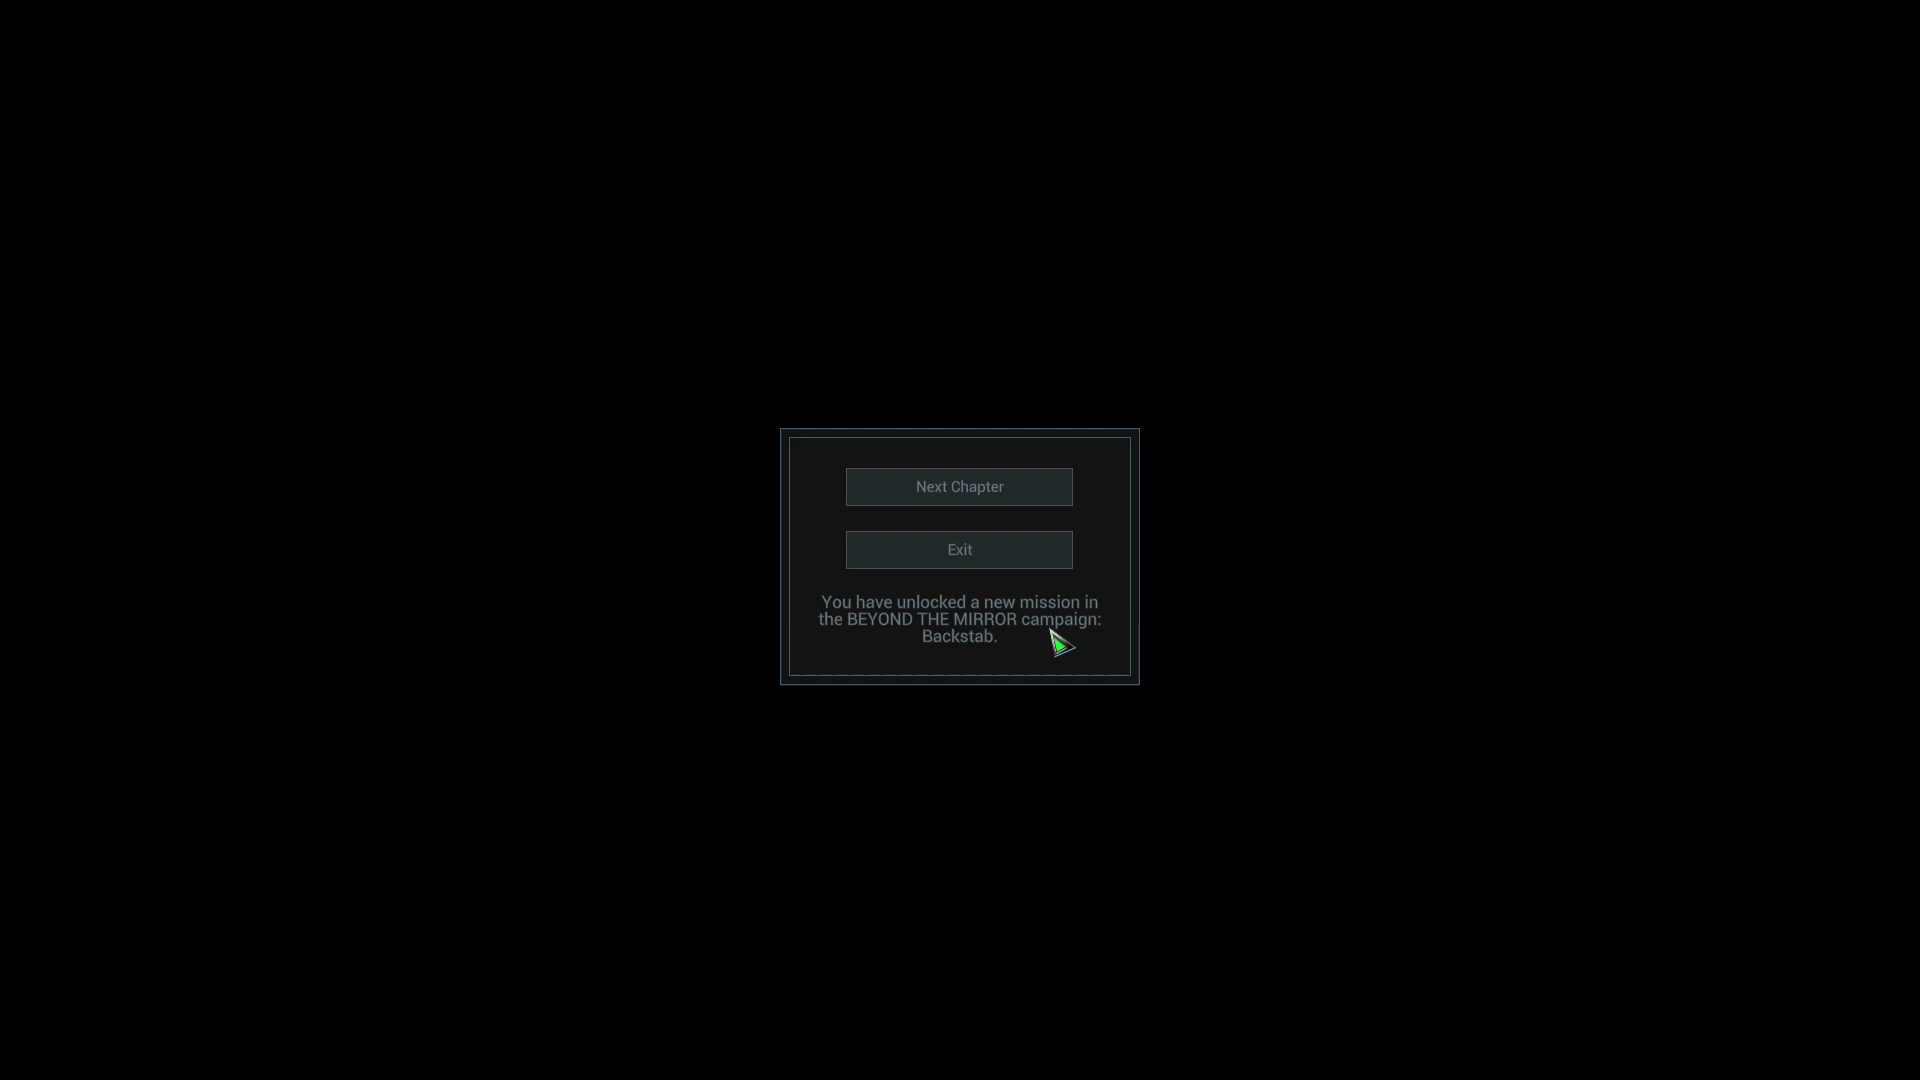 Next Chapter
Exit
You have unlocked a new mission in
the BEYOND THE MIRROR campaign:
Backstab.